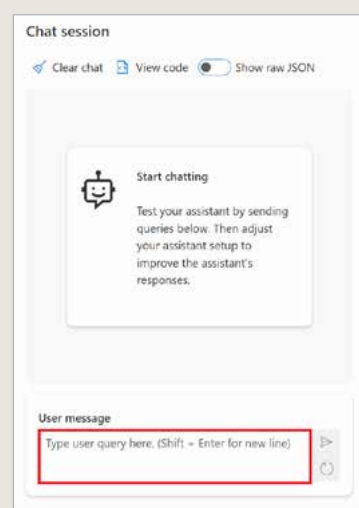 Chat session
Clear chat View code Show raw JSON
Start chatting
Test your assistant by sending
queries below. Then adjust
your assistant setup to
improve the assistant's
responses.
User message
Type user query here. (Shift + Enter for new line)